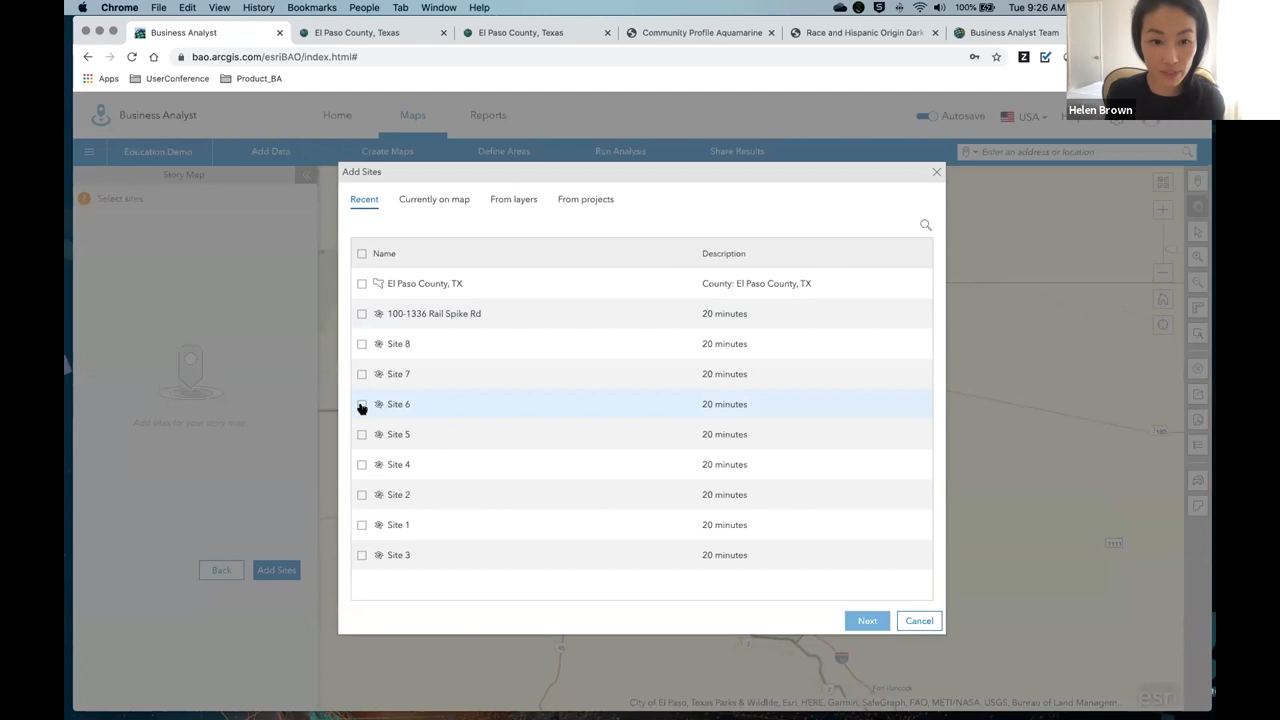 Chrome File Edit View History Bookmarks People Tab Window Help 100% Tue 9:26 AM
Business Analyst El Paso County, Texas El Paso County, Texas Community Profile Aquamarine Race and Hispanic Origin Dark Business Analyst Team
bao.arcgis.com/esriBAO/index.html#
Apps UserConference Product_BA
Helen Brown
Business Analyst Home Maps Reports Autosave USA
Education Demo Add Data Create Maps Define Areas Run Analysis Share Results Enter an address or location
Story Map
Select sites
Add sites for your story map.
Back Add Sites
Add Sites
Recent Currently on map From layers From projects
Name Description
El Paso County, TX County: El Paso County, TX
100-1336 Rail Spike Rd 20 minutes
Site 8 20 minutes
Site 7 20 minutes
Site 6 20 minutes
Site 5 20 minutes
Site 4 20 minutes
Site 2 20 minutes
Site 1 20 minutes
Site 3 20 minutes
Next Cancel
1111
Fort Hancock
esri
City of El Paso, Texas Parks & Wildlife, Esri, HERE, Garmin, SafeGraph, FAO, METI/NASA, USGS, Bureau of Land Managem...